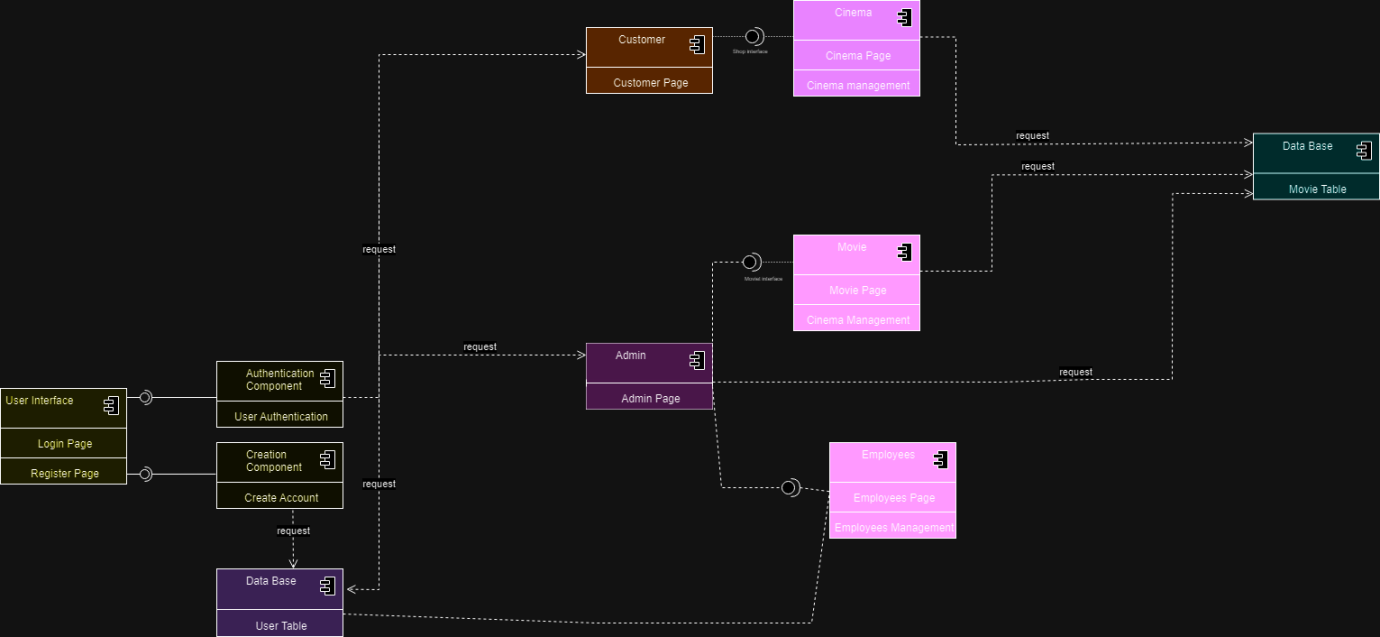 Cinema
Customer
Shop interface
Cinema Page
Customer Page
Cinema management
request
Data Base
request
Movie Table
request
Movie
Moviel interface
Movie Page
Cinema Management
request
Admin
request
Admin Page
Authentication
Component
User Interface
User Authentication
Login Page
Creation
Component
Employees
Register Page
request
Create Account
Employees Page
request
Employees Management
Data Base
User Table